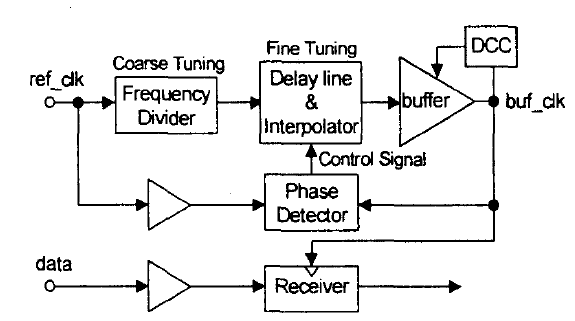 DCC
Fine Tuning
Coarse Tuning
ref_clk
Frequency
Divider
Delay line
&
Interpolator
buffer
buf_clk
Control Signal
Phase
Detector
data
Receiver